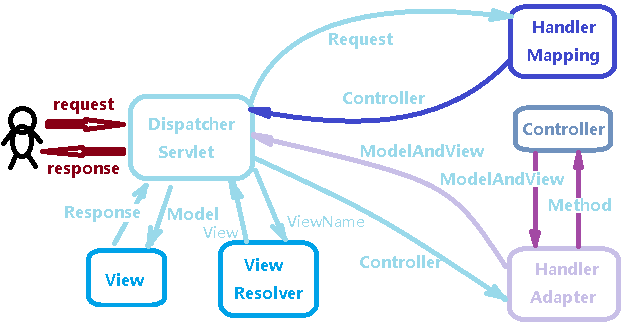 Handler
Mapping
Request
request
Controller
Dispatcher
Servlet
Controller
ModelAndView
response
ModelAndView
Method
Response
Model
View
ViewName
Controller
View
View
Resolver
Handler
Adapter